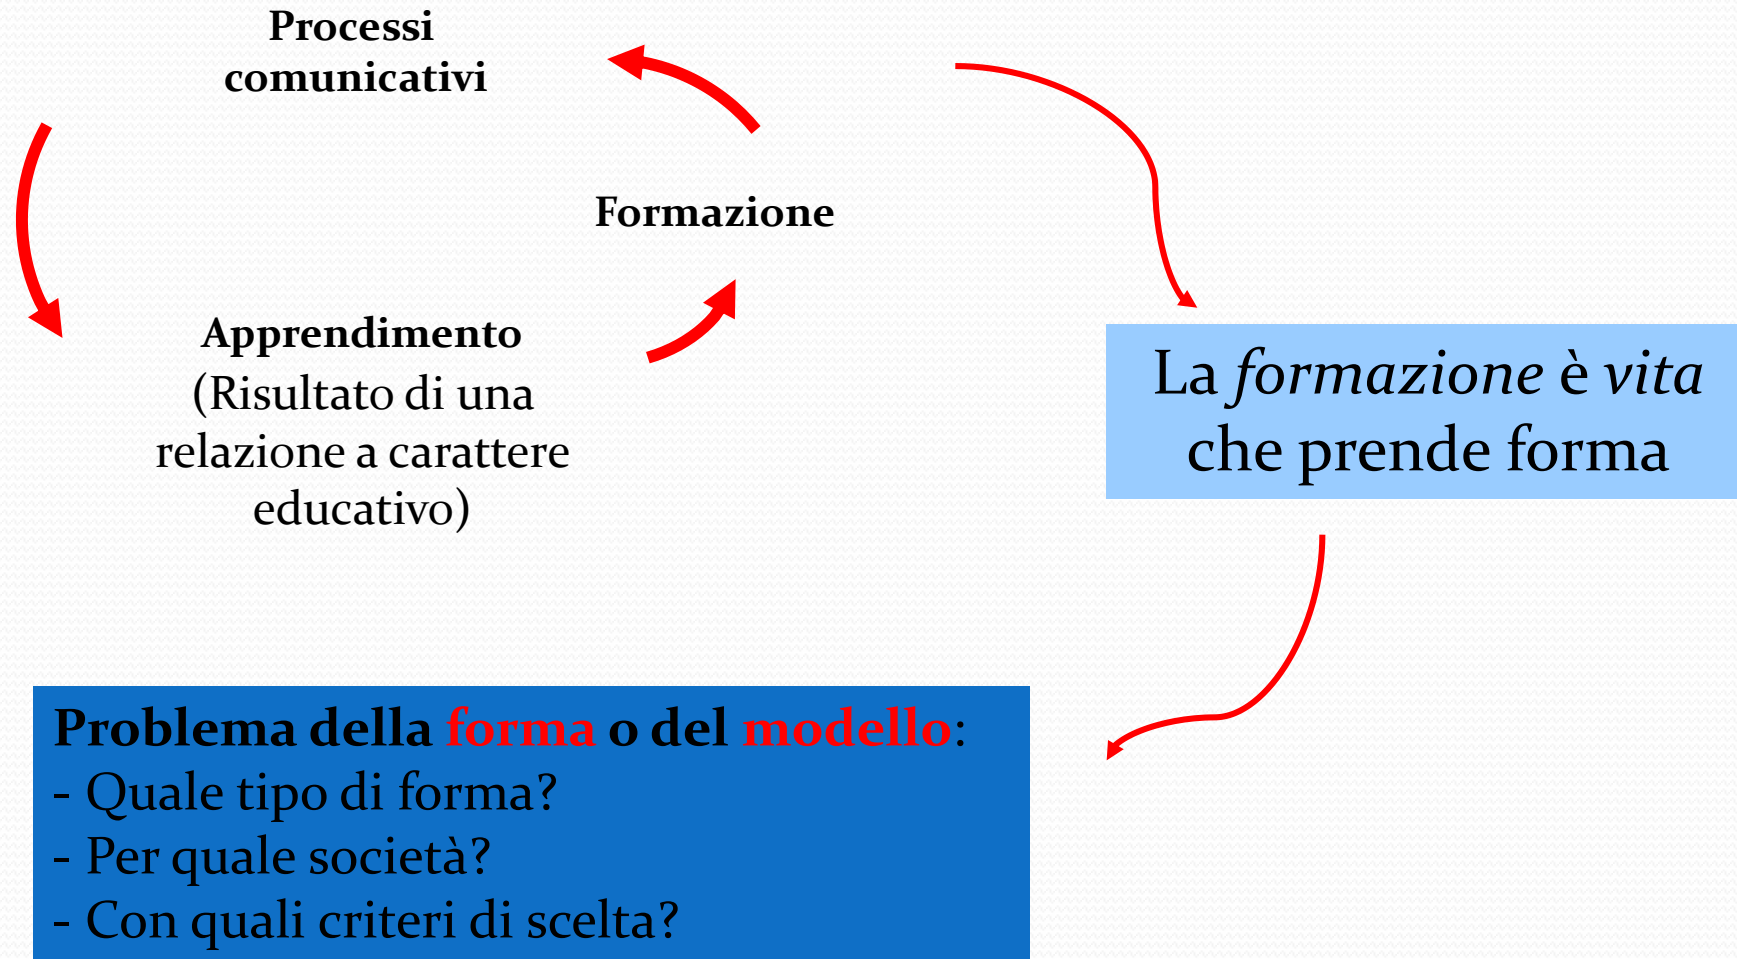 Processi
comunicativi
Formazione
Apprendimento
(Risultato di una
relazione a carattere
educativo)
La formazione è vita
che prende forma
Problema della forma o del modello:
- Quale tipo di forma?
- Per quale società?
- Con quali criteri di scelta?